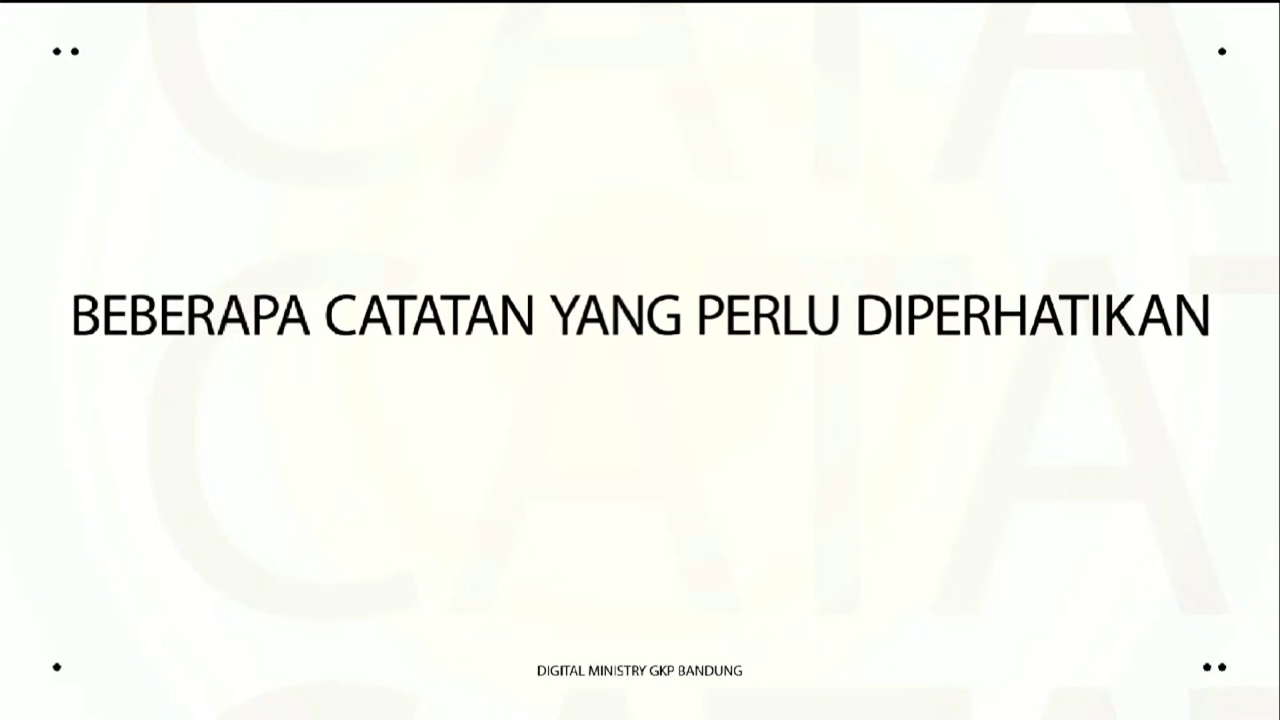 BEBERAPA CATATAN YANG PERLU DIPERHATIKAN
DIGITAL MINISTRY GKP BANDUNG